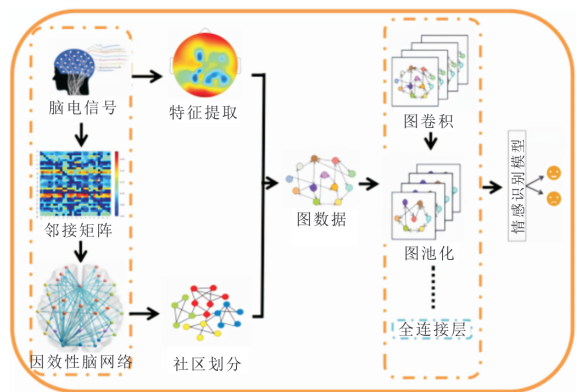 脑电信号
特征提取
邻接矩阵
因效性脑网络
社区划分
图数据
图卷积
图池化
全连接层
情感识别模型